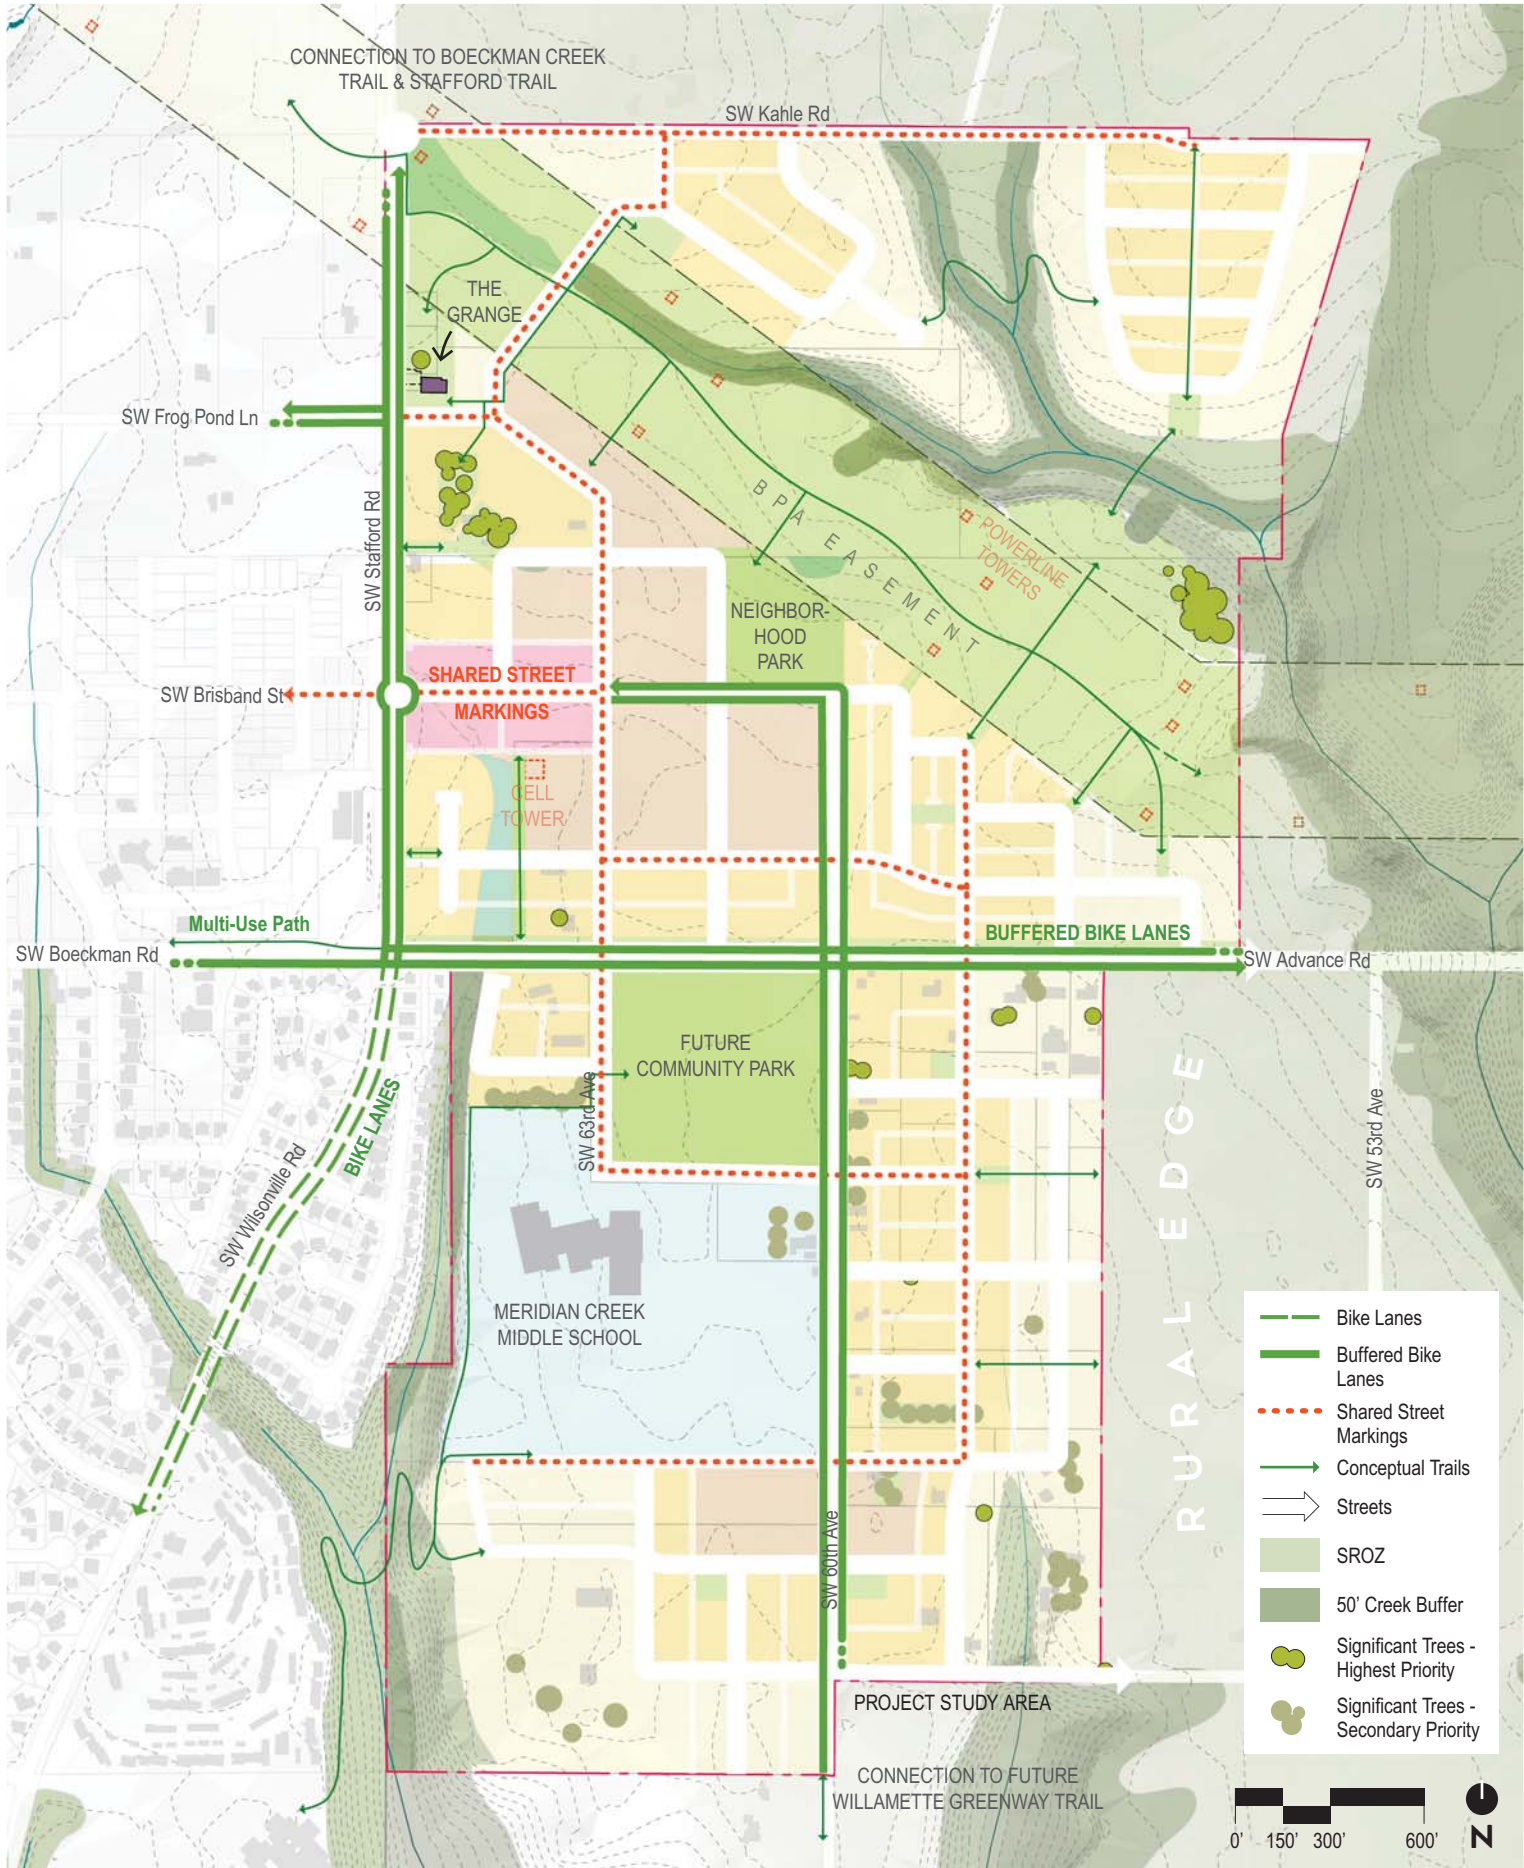 CONNECTION TO BOECKMAN CREEK
TRAIL & STAFFORD TRAIL
SW Kahle Rd
THE
GRANGE
SW Frog Pond Ln
SW Stafford Rd
BPA EASEMENT
POWERLINE
TOWERS
NEIGHBOR-
HOOD
PARK
SHARED STREET
MARKINGS
SW Brisband St
CELL
TOWER
Multi-Use Path
BUFFERED BIKE LANES
SW Boeckman Rd
SW Advance Rd
FUTURE
COMMUNITY PARK
SW 63rd Ave
BIKE LANES
SW Wilsonville Rd
RURAL EDGE
SW 53rd Ave
MERIDIAN CREEK
MIDDLE SCHOOL
SW 60th Ave
PROJECT STUDY AREA
CONNECTION TO FUTURE
WILLAMETTE GREENWAY TRAIL
Bike Lanes
Buffered Bike
Lanes
Shared Street
Markings
Conceptual Trails
Streets
SROZ
50' Creek Buffer
Significant Trees -
Highest Priority
Significant Trees -
Secondary Priority
0' 150' 300' 600'
N